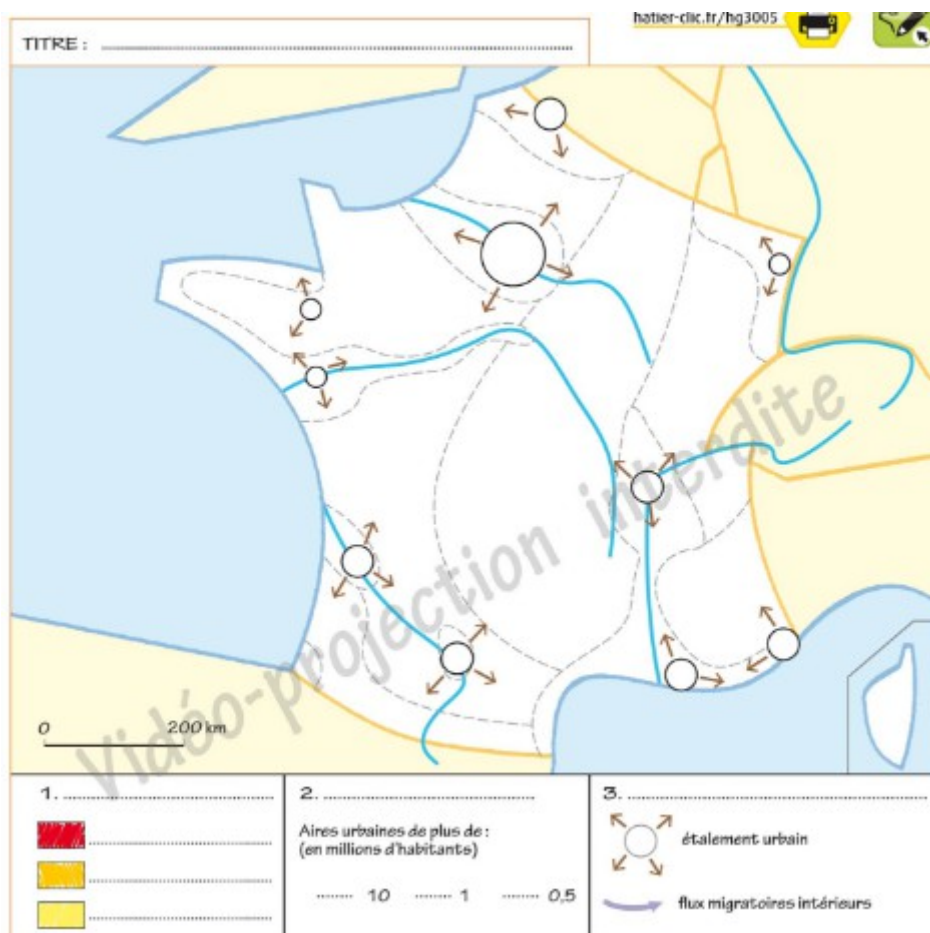 hatier-clic.fr/hg3005
TITRE : ..........
Vidéo-projection interdite
0 200 km
1. ..........
2. ..........
Aires urbaines de plus de :
(en millions d'habitants)
........ 10 ........ 1 ........ 0,5
3. ..........
étalement urbain
flux migratoires intérieurs